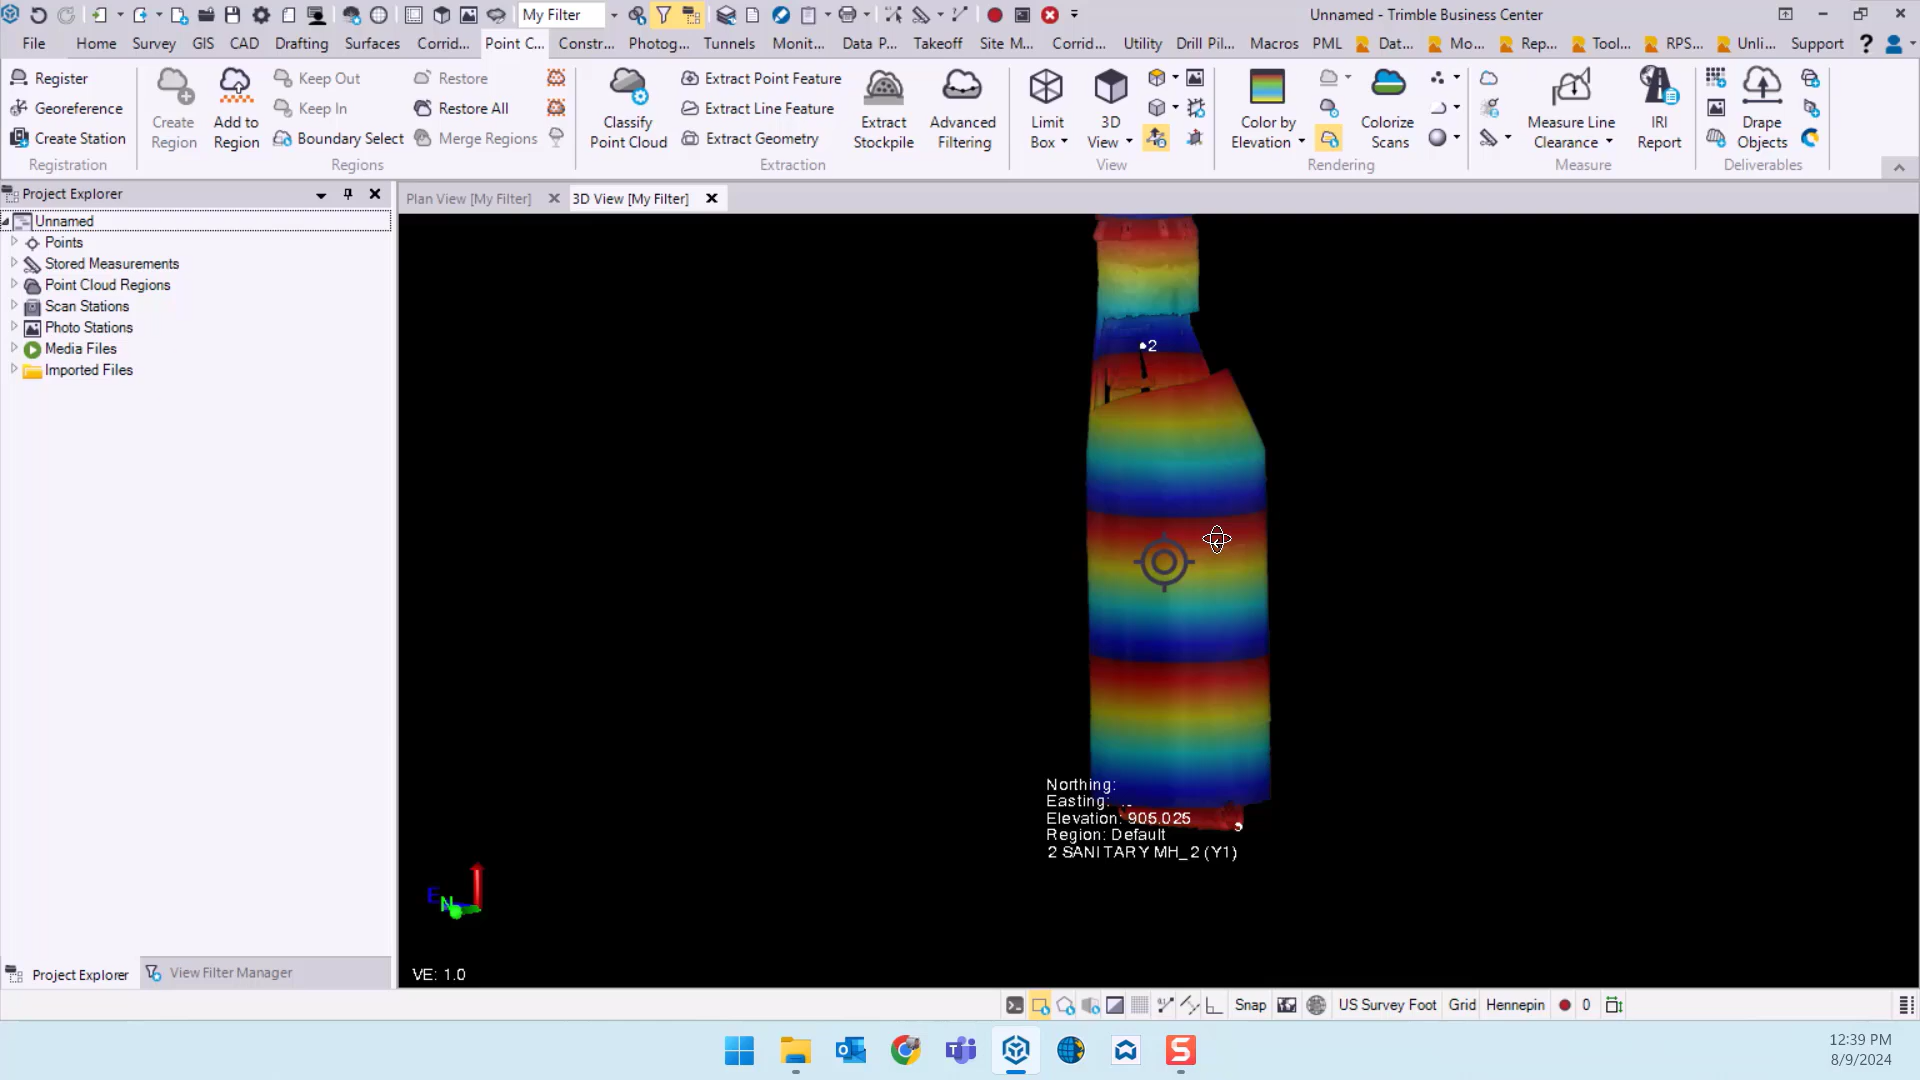 My Filter
Unnamed - Trimble Business Center
File Home Survey GIS CAD Drafting Surfaces Corrid... Point C... Constr... Photog... Tunnels Monit... Data P... Takeoff Site M... Corrid... Utility Drill Pil... Macros PML Dat... Mo... Rep... Tool... RPS... Unli... Support ?
Register
Georeference
Create Station
Registration
Create Region
Add to Region
Keep Out
Keep In
Boundary Select
Restore
Restore All
Merge Regions
Regions
Classify Point Cloud
Extract Point Feature
Extract Line Feature
Extract Geometry
Extract Stockpile
Advanced Filtering
Extraction
Limit Box
3D View
View
Color by Elevation
Colorize Scans
Rendering
Measure Line Clearance
IRI Report
Measure
Drape Objects
Deliverables
Project Explorer
Plan View [My Filter]
3D View [My Filter]
Unnamed
Points
Stored Measurements
Point Cloud Regions
Scan Stations
Photo Stations
Media Files
Imported Files
2
Northing:
Easting:
Elevation: 905.025
Region: Default
2 SANITARY MH_2 (Y1)
E
N
VE: 1.0
Project Explorer
View Filter Manager
Snap
US Survey Foot
Grid
Hennepin
0
12:39 PM
8/9/2024